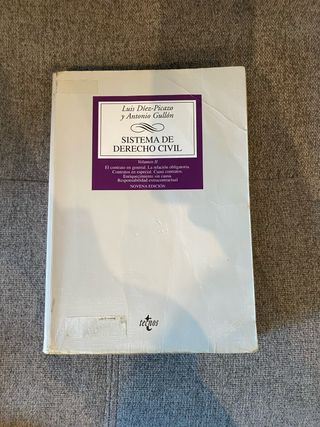 Luis Díez-Picazo
y Antonio Gullón
SISTEMA DE
DERECHO CIVIL
Volumen II
El contrato en general. La relación obligatoria.
Contratos en especial. Cuasi contratos.
Enriquecimiento sin causa.
Responsabilidad extracontractual
NOVENA EDICIÓN
tecnos